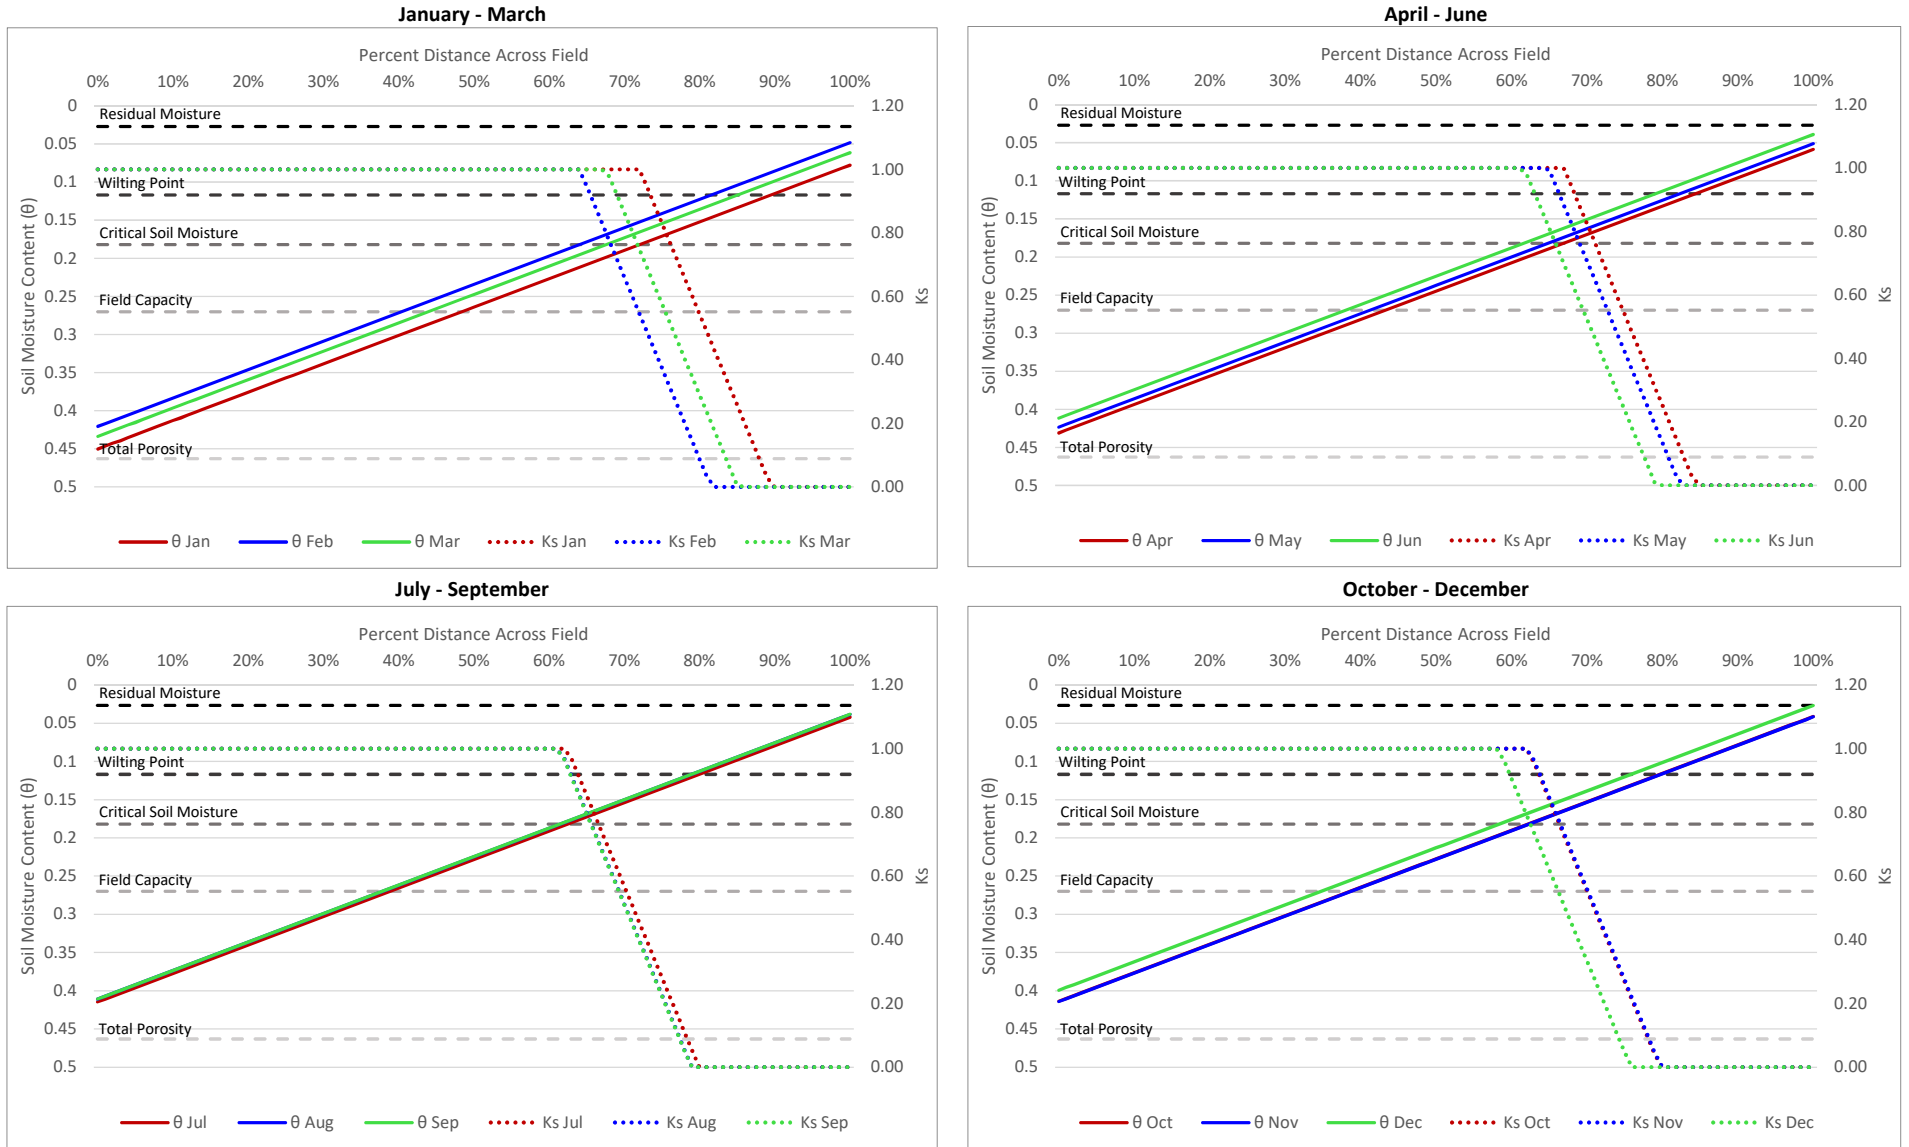 January - March
Percent Distance Across Field
0% 10% 20% 30% 40% 50% 60% 70% 80% 90% 100%
0 1.20
Residual Moisture
0.05
1.00
Wilting Point
0.1
0.15
Critical Soil Moisture
0.80
0.2
0.25
Field Capacity
0.60
0.3
0.35
0.40
0.4
0.20
Total Porosity
0.45
0.5 0.00
Soil Moisture Content (θ)
Ks
θ Jan θ Feb θ Mar Ks Jan Ks Feb Ks Mar
April - June
Percent Distance Across Field
0% 10% 20% 30% 40% 50% 60% 70% 80% 90% 100%
0 1.20
Residual Moisture
0.05
1.00
Wilting Point
0.1
0.15
Critical Soil Moisture
0.80
0.2
0.25
Field Capacity
0.60
0.3
0.35
0.40
0.4
0.20
Total Porosity
0.45
0.5 0.00
Soil Moisture Content (θ)
Ks
θ Apr θ May θ Jun Ks Apr Ks May Ks Jun
July - September
Percent Distance Across Field
0% 10% 20% 30% 40% 50% 60% 70% 80% 90% 100%
0 1.20
Residual Moisture
0.05
1.00
Wilting Point
0.1
0.15
Critical Soil Moisture
0.80
0.2
0.25
Field Capacity
0.60
0.3
0.35
0.40
0.4
0.20
Total Porosity
0.45
0.5 0.00
Soil Moisture Content (θ)
Ks
θ Jul θ Aug θ Sep Ks Jul Ks Aug Ks Sep
October - December
Percent Distance Across Field
0% 10% 20% 30% 40% 50% 60% 70% 80% 90% 100%
0 1.20
Residual Moisture
0.05
1.00
Wilting Point
0.1
0.15
Critical Soil Moisture
0.80
0.2
0.25
Field Capacity
0.60
0.3
0.35
0.40
0.4
0.20
Total Porosity
0.45
0.5 0.00
Soil Moisture Content (θ)
Ks
θ Oct θ Nov θ Dec Ks Oct Ks Nov Ks Dec